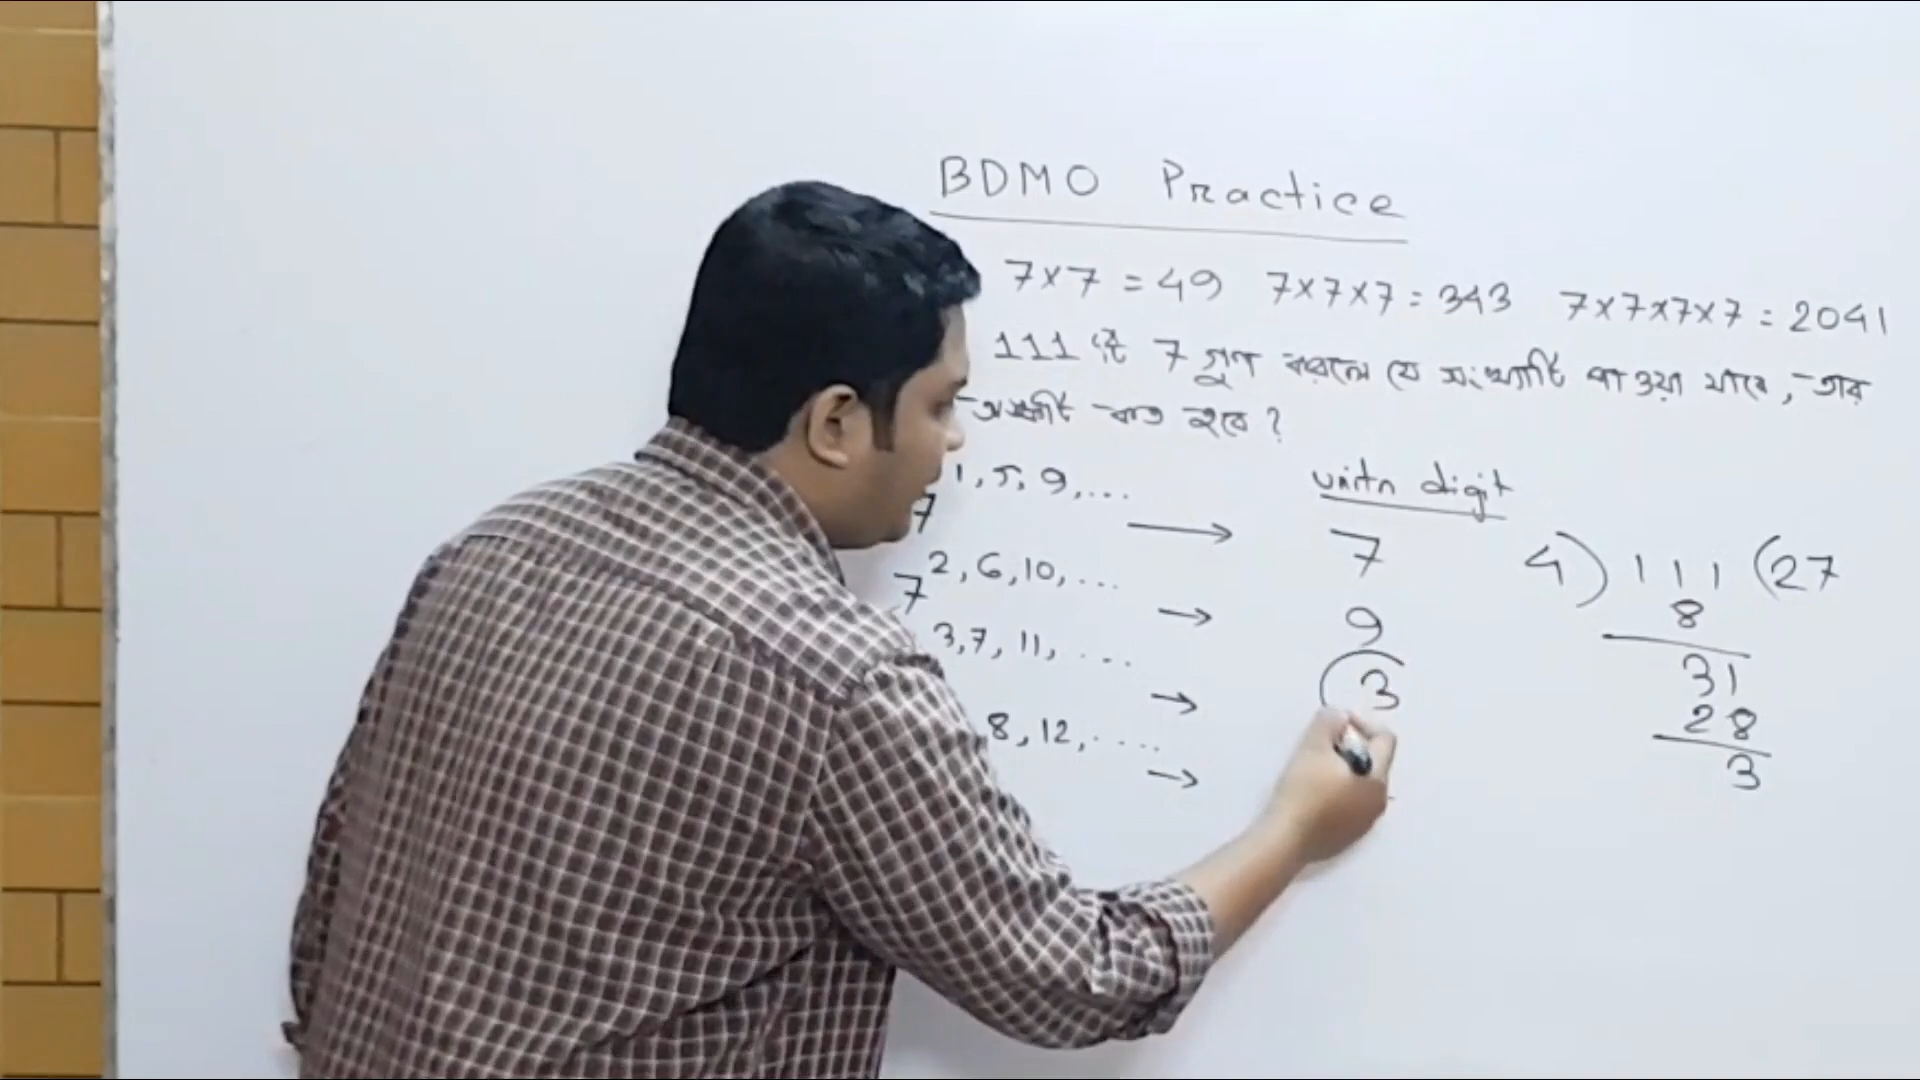 BDMO Practice
7×7 = 49 7×7×7 = 343 7×7×7×7 = 2041
111 টি 7 গুণ করলে যে সংখ্যাটি পাওয়া যাবে, তার
অঙ্কটি কত হবে?
1, 5, 9, ...
7
unitn digit
7
2, 6, 10, ...
7
9
3, 7, 11, ....
3
8, 12, ....
4) 111 (27
8
31
28
3